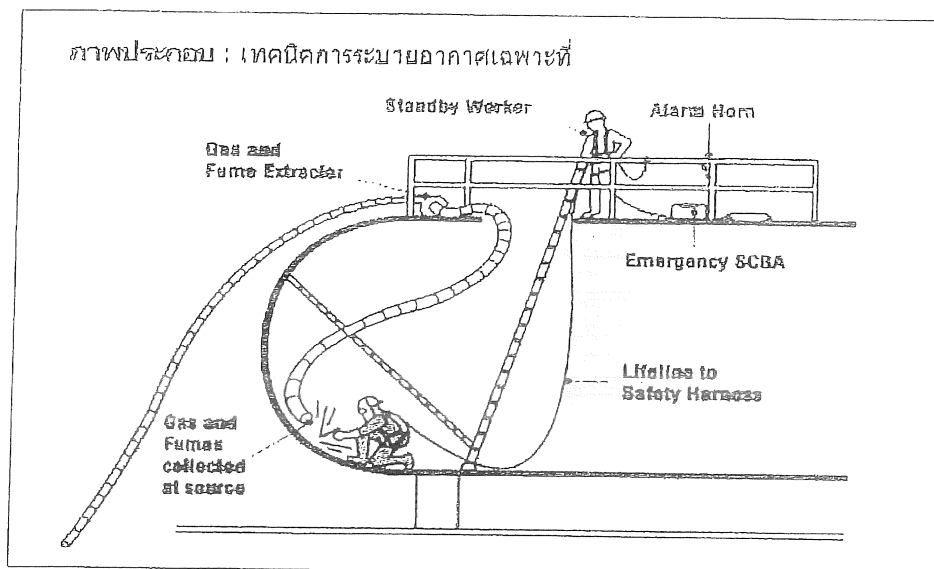 ภาพประกอบ : เทคนิคการระบายอากาศเฉพาะที่
Standby Worker
Alarm Horn
Gas and
Fume Extracter
Emergency SCBA
Lifeline to
Safety Harness
Gas and
Fumes
collected
at source